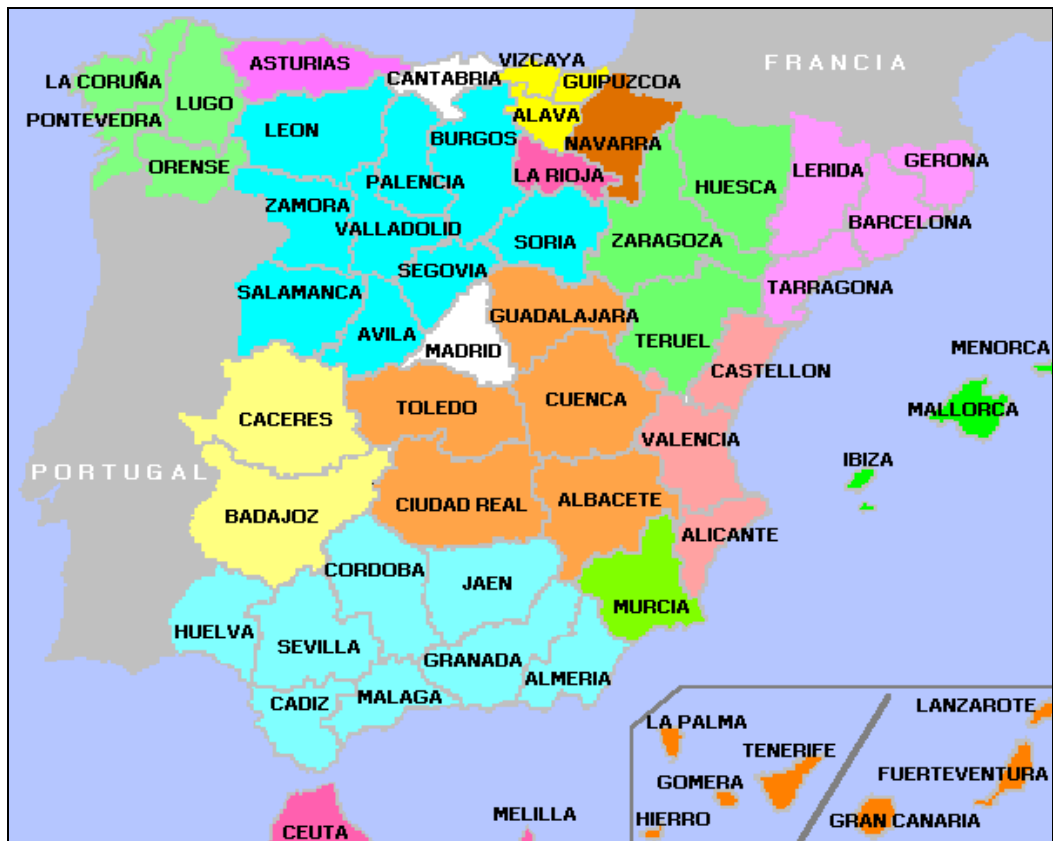 VIZCAYA
ASTURIAS
FRANCIA
CANTABRIA
LA CORUÑA
GUIPUZCOA
LUGO
PONTEVEDRA
ALAVA
LEON
BURGOS
NAVARRA
GERONA
ORENSE
LERIDA
LA RIOJA
PALENCIA
HUESCA
ZAMORA
BARCELONA
VALLADOLID
SORIA
ZARAGOZA
SEGOVIA
SALAMANCA
TARRAGONA
GUADALAJARA
AVILA
TERUEL
MADRID
MENORCA
CASTELLON
CUENCA
TOLEDO
MALLORCA
CACERES
VALENCIA
IBIZA
PORTUGAL
CIUDAD REAL
ALBACETE
BADAJOZ
ALICANTE
CORDOBA
JAEN
MURCIA
HUELVA
SEVILLA
GRANADA
ALMERIA
MALAGA
CADIZ
LANZAROTE
LA PALMA
TENERIFE
FUERTEVENTURA
GOMERA
MELILLA
HIERRO
GRAN CANARIA
CEUTA